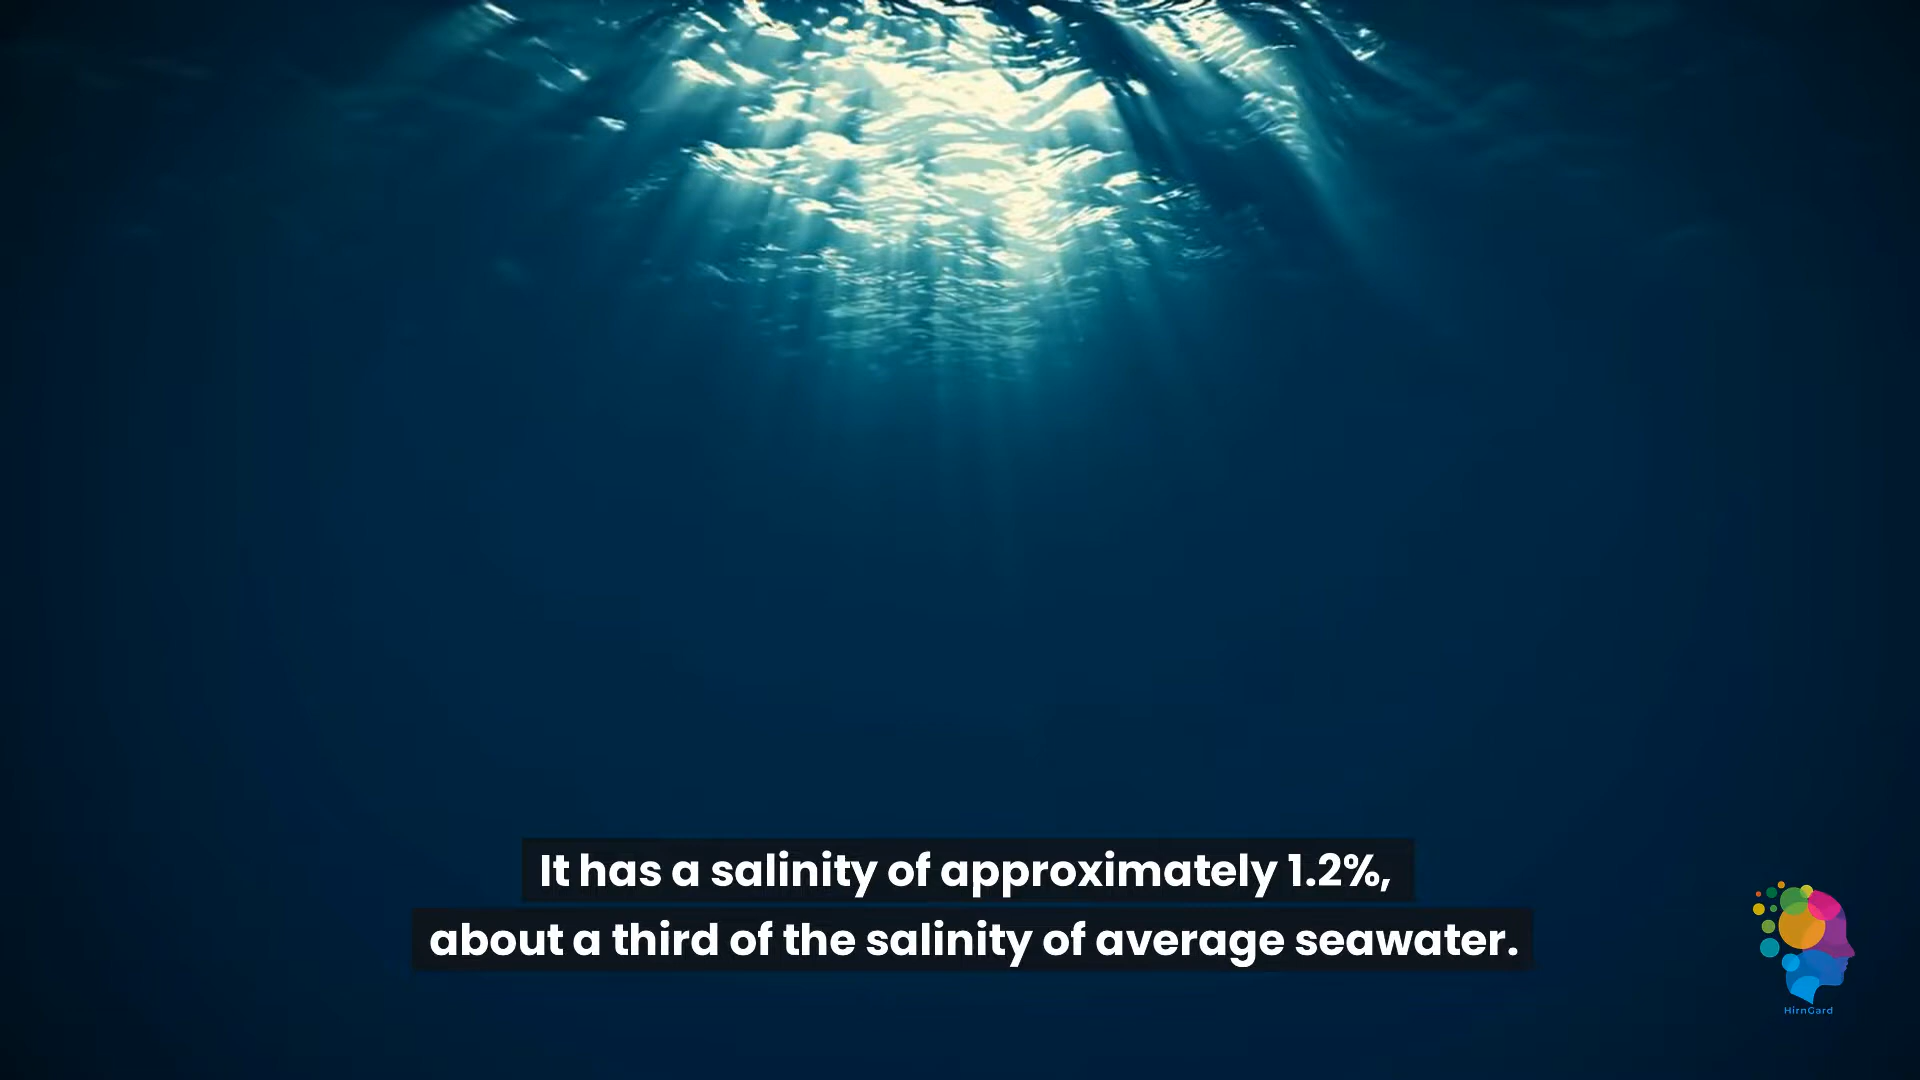 It has a salinity of approximately 1.2%,
about a third of the salinity of average seawater.
HirnGard